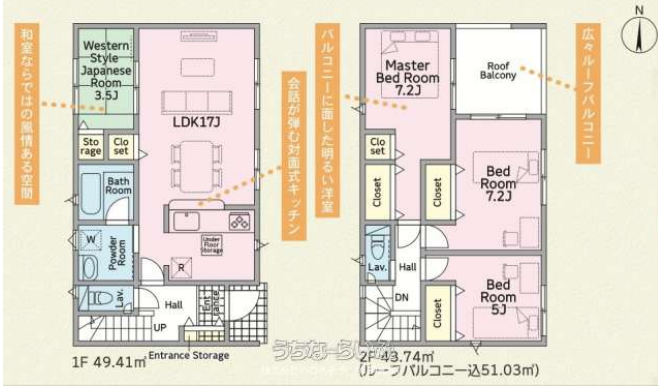 N
和室ならではの風情ある空間
Western
Style
Japanese
Room
3.5J
LDK17J
Sto
rage
Clo
set
Bath
Room
W
Powder
Room
Under
Floor
Storage
R
Lav.
Hall
Ent
rance
UP
Entrance Storage
1F 49.41㎡
会話が弾む対面式キッチン
バルコニーに面した明るい洋室
Master
Bed Room
7.2J
Roof
Balcony
広々ルーフバルコニー
Clo
set
Closet
Closet
Bed
Room
7.2J
Lav.
Hall
DN
Closet
Bed
Room
5J
うちなーらいふ
2F 43.74㎡
(ルーフバルコニー込51.03㎡)